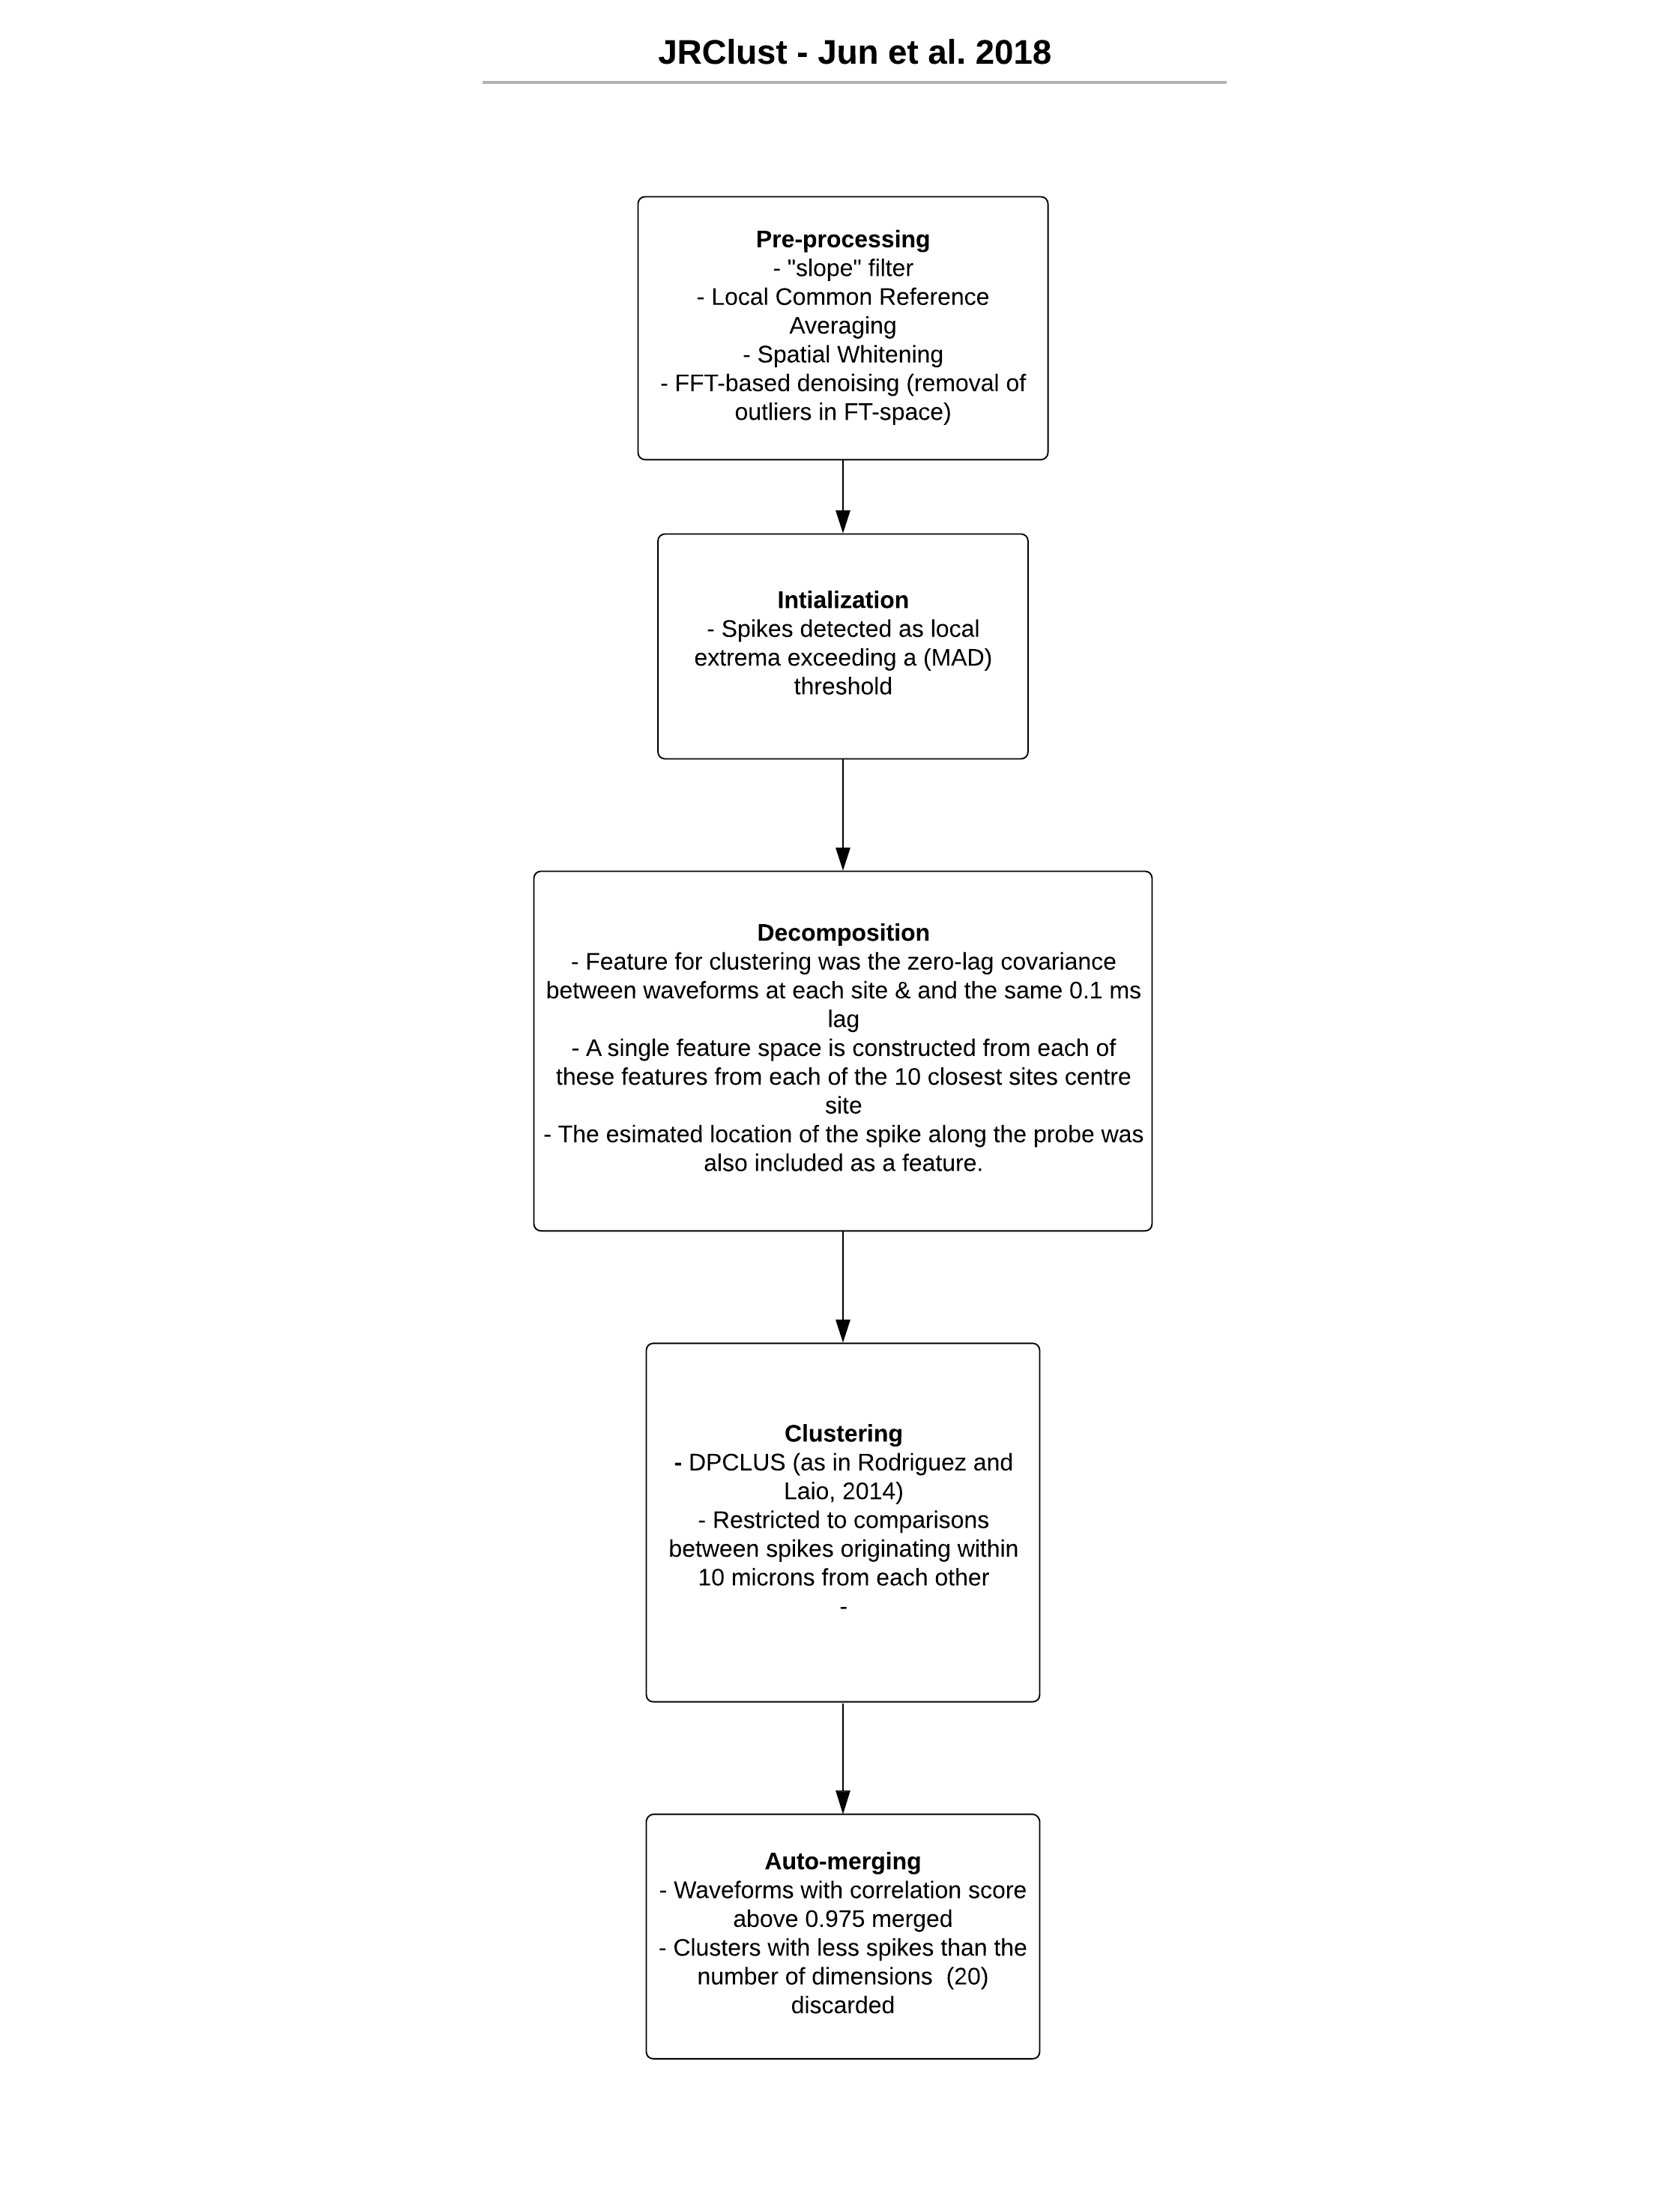 JRClust - Jun et al. 2018
Pre-processing
- "slope" filter
- Local Common Reference
Averaging
- Spatial Whitening
- FFT-based denoising (removal of
outliers in FT-space)
Intialization
- Spikes detected as local
extrema exceeding a (MAD)
threshold
Decomposition
- Feature for clustering was the zero-lag covariance
between waveforms at each site & and the same 0.1 ms
lag
- A single feature space is constructed from each of
these features from each of the 10 closest sites centre
site
- The esimated location of the spike along the probe was
also included as a feature.
Clustering
- DPCLUS (as in Rodriguez and
Laio, 2014)
- Restricted to comparisons
between spikes originating within
10 microns from each other
-
Auto-merging
- Waveforms with correlation score
above 0.975 merged
- Clusters with less spikes than the
number of dimensions  (20)
discarded